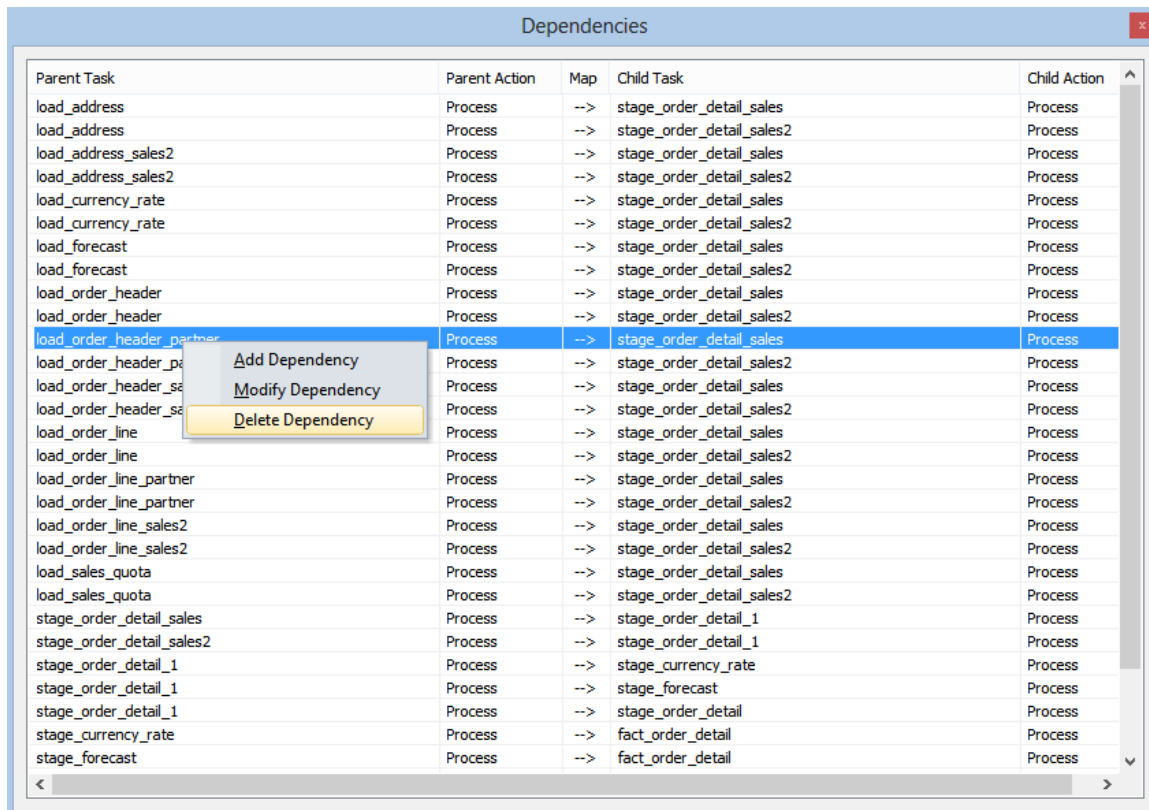 Dependencies
x
Parent Task Parent Action Map Child Task Child Action
load_address Process --> stage_order_detail_sales Process
load_address Process --> stage_order_detail_sales2 Process
load_address_sales2 Process --> stage_order_detail_sales Process
load_address_sales2 Process --> stage_order_detail_sales2 Process
load_currency_rate Process --> stage_order_detail_sales Process
load_currency_rate Process --> stage_order_detail_sales2 Process
load_forecast Process --> stage_order_detail_sales Process
load_forecast Process --> stage_order_detail_sales2 Process
load_order_header Process --> stage_order_detail_sales Process
load_order_header Process --> stage_order_detail_sales2 Process
load_order_header_partner Process --> stage_order_detail_sales Process
load_order_header_pa Process --> stage_order_detail_sales2 Process
load_order_header_sa Process --> stage_order_detail_sales Process
load_order_header_sa Process --> stage_order_detail_sales2 Process
Add Dependency
Modify Dependency
Delete Dependency
load_order_line Process --> stage_order_detail_sales Process
load_order_line Process --> stage_order_detail_sales2 Process
load_order_line_partner Process --> stage_order_detail_sales Process
load_order_line_partner Process --> stage_order_detail_sales2 Process
load_order_line_sales2 Process --> stage_order_detail_sales Process
load_order_line_sales2 Process --> stage_order_detail_sales2 Process
load_sales_quota Process --> stage_order_detail_sales Process
load_sales_quota Process --> stage_order_detail_sales2 Process
stage_order_detail_sales Process --> stage_order_detail_1 Process
stage_order_detail_sales2 Process --> stage_order_detail_1 Process
stage_order_detail_1 Process --> stage_currency_rate Process
stage_order_detail_1 Process --> stage_forecast Process
stage_order_detail_1 Process --> stage_order_detail Process
stage_currency_rate Process --> fact_order_detail Process
stage_forecast Process --> fact_order_detail Process